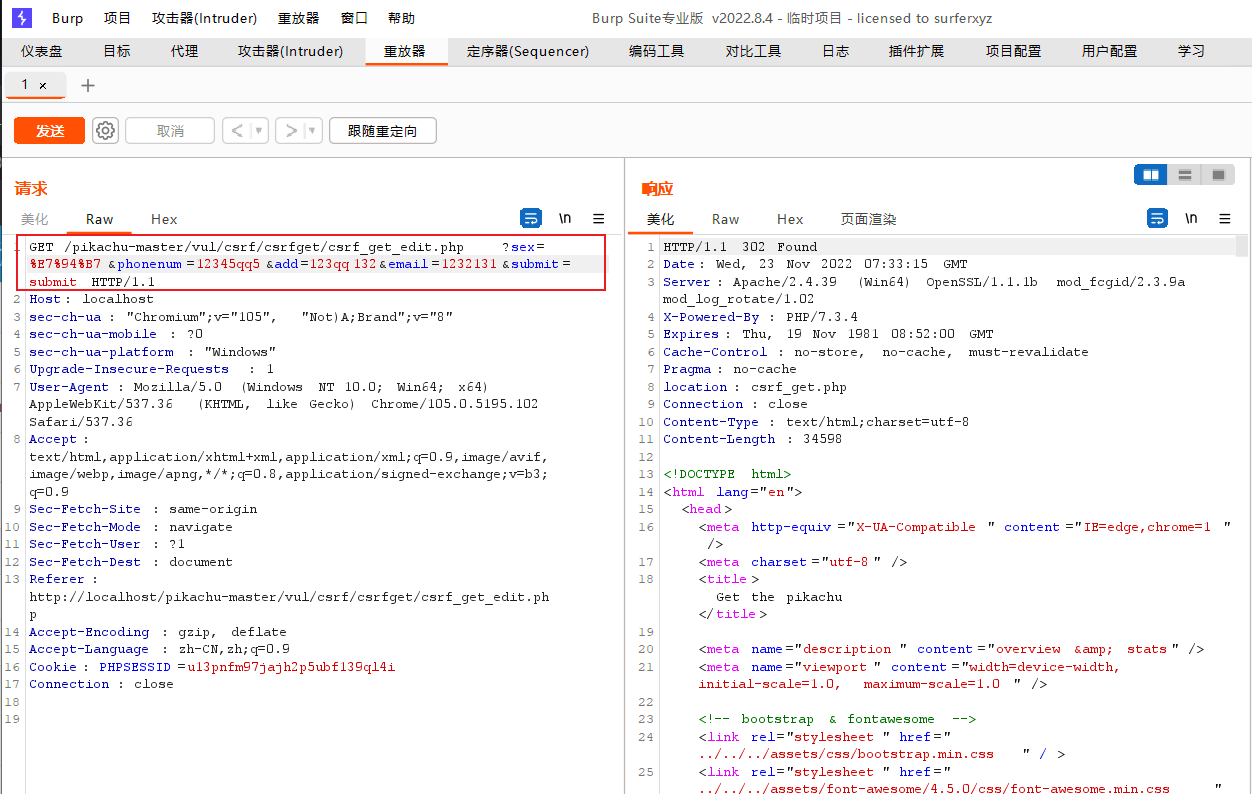 Burp 项目 攻击器(Intruder) 重放器 窗口 帮助 Burp Suite专业版 v2022.8.4 - 临时项目 - licensed to surferxyz
仪表盘 目标 代理 攻击器(Intruder) 重放器 定序器(Sequencer) 编码工具 对比工具 日志 插件扩展 项目配置 用户配置 学习
1 × +
发送 取消 < ▼ > ▼ 跟随重定向
请求
美化 Raw Hex \n
1 GET /pikachu-master/vul/csrf/csrfget/csrf_get_edit.php ?sex=
%E7%94%B7 &phonenum =12345qq5 &add=123qq 132&email=1232131 &submit=
submit HTTP/1.1
2 Host: localhost
3 sec-ch-ua : "Chromium";v="105", "Not)A;Brand";v="8"
4 sec-ch-ua-mobile : ?0
5 sec-ch-ua-platform : "Windows"
6 Upgrade-Insecure-Requests : 1
7 User-Agent : Mozilla/5.0 (Windows NT 10.0; Win64; x64)
AppleWebKit/537.36 (KHTML, like Gecko) Chrome/105.0.5195.102
Safari/537.36
8 Accept :
text/html,application/xhtml+xml,application/xml;q=0.9,image/avif,
image/webp,image/apng,*/*;q=0.8,application/signed-exchange;v=b3;
q=0.9
9 Sec-Fetch-Site : same-origin
10 Sec-Fetch-Mode : navigate
11 Sec-Fetch-User : ?1
12 Sec-Fetch-Dest : document
13 Referer :
http://localhost/pikachu-master/vul/csrf/csrfget/csrf_get_edit.ph
p
14 Accept-Encoding : gzip, deflate
15 Accept-Language : zh-CN,zh;q=0.9
16 Cookie : PHPSESSID =u13pnfm97jajh2p5ubf139ql4i
17 Connection : close
18
19
响应
美化 Raw Hex 页面渲染 \n
1 HTTP/1.1 302 Found
2 Date: Wed, 23 Nov 2022 07:33:15 GMT
3 Server : Apache/2.4.39 (Win64) OpenSSL/1.1.1b mod_fcgid/2.3.9a
mod_log_rotate/1.02
4 X-Powered-By : PHP/7.3.4
5 Expires : Thu, 19 Nov 1981 08:52:00 GMT
6 Cache-Control : no-store, no-cache, must-revalidate
7 Pragma : no-cache
8 location : csrf_get.php
9 Connection : close
10 Content-Type : text/html;charset=utf-8
11 Content-Length : 34598
12
13 <!DOCTYPE html>
14 <html lang="en">
15 <head>
16 <meta http-equiv ="X-UA-Compatible " content ="IE=edge,chrome=1 "
/>
17 <meta charset ="utf-8 " />
18 <title >
Get the pikachu
</title >
19
20 <meta name="description " content ="overview &amp; stats " />
21 <meta name="viewport " content ="width=device-width,
initial-scale=1.0, maximum-scale=1.0 " />
22
23 <!-- bootstrap & fontawesome -->
24 <link rel="stylesheet " href="
../../../assets/css/bootstrap.min.css " / >
25 <link rel="stylesheet " href="
../../../assets/font-awesome/4.5.0/css/font-awesome.min.css "